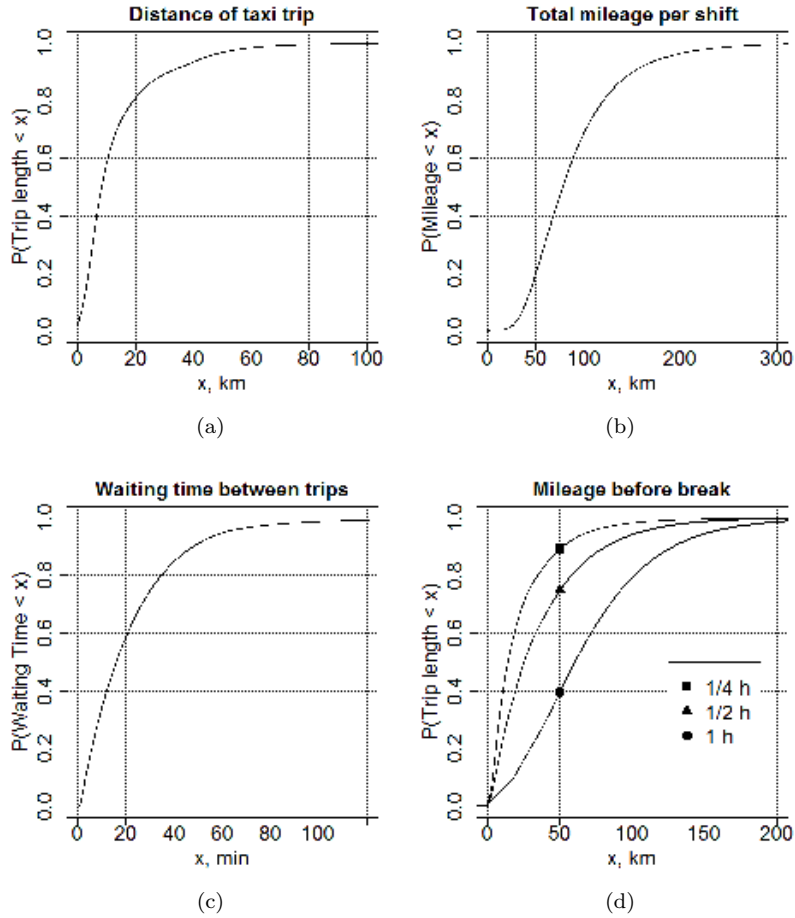 Distance of taxi trip
P(Trip length < x)
0.0 0.2 0.4 0.6 0.8 1.0
0 20 40 60 80 100
x, km
(a)
Total mileage per shift
P(Mileage < x)
0.0 0.2 0.4 0.6 0.8 1.0
0 50 100 200 300
x, km
(b)
Waiting time between trips
P(Waiting Time < x)
0.0 0.2 0.4 0.6 0.8 1.0
0 20 40 60 80 100
x, min
(c)
Mileage before break
P(Trip length < x)
0.0 0.2 0.4 0.6 0.8 1.0
1/4 h
1/2 h
1 h
0 50 100 150 200
x, km
(d)